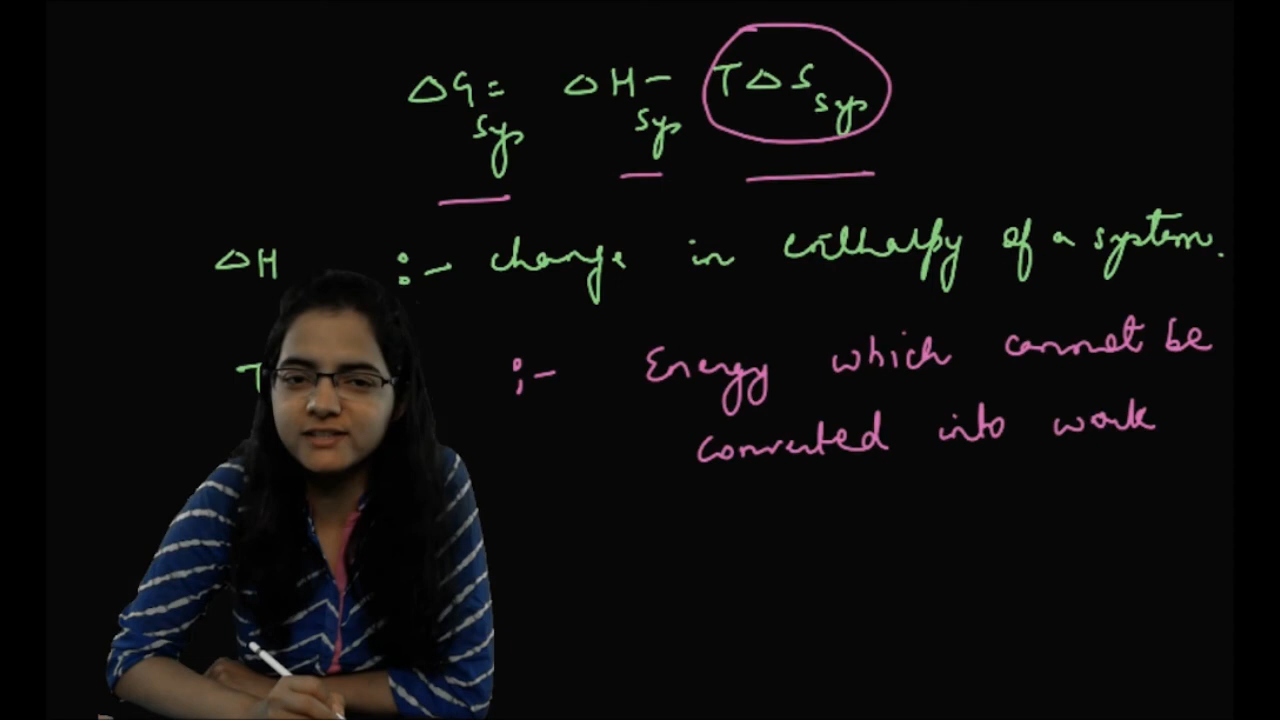 ΔG = ΔH - TΔS
sys sys sys
ΔH :- change in enthalpy of a system.
T :- Energy which cannot be
converted into work